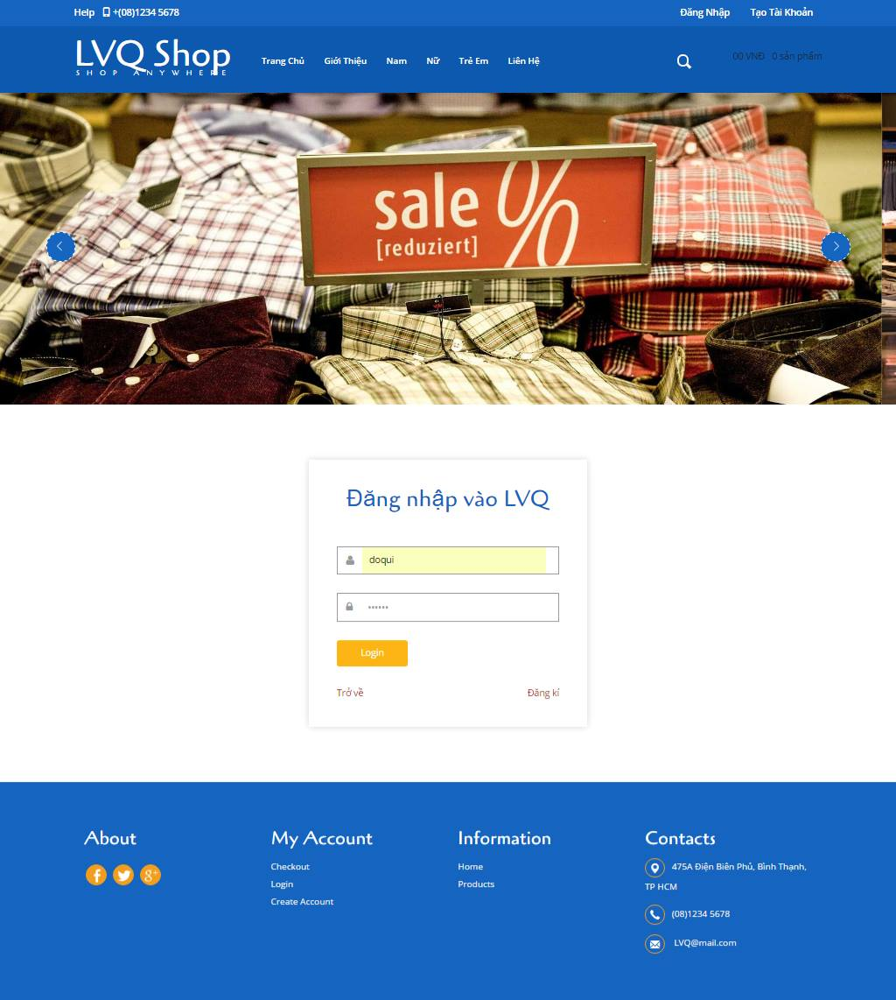 Help +(08)1234 5678 Đăng Nhập Tạo Tài Khoản
LVQ Shop
SHOP ANYWHERE
Trang Chủ Giới Thiệu Nam Nữ Trẻ Em Liên Hệ
00 VNĐ 0 sản phẩm
sale %
[reduziert]
Đăng nhập vào LVQ
doqui
••••••
Login
Trở về Đăng kí
About
My Account
Checkout
Login
Create Account
Information
Home
Products
Contacts
475A Điện Biên Phủ, Bình Thạnh,
TP HCM
(08)1234 5678
LVQ@mail.com